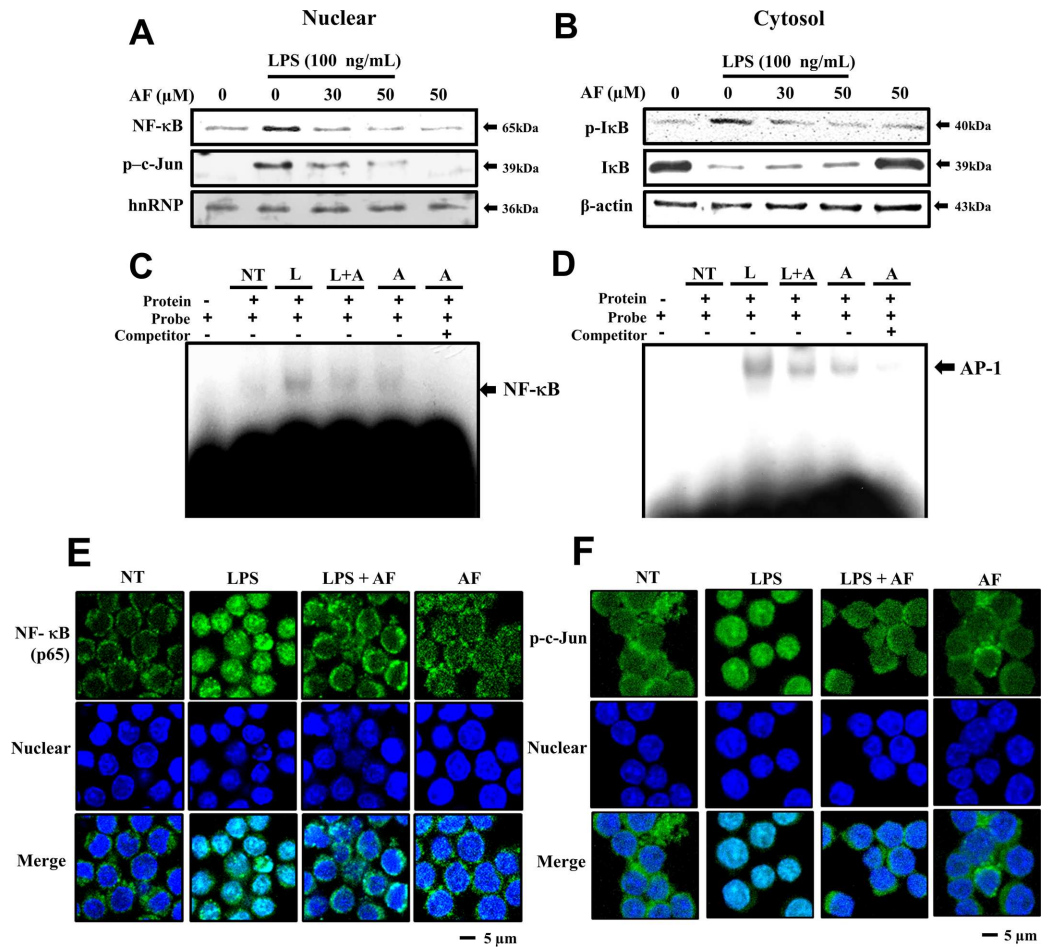 Nuclear
Cytosol
A
LPS (100 ng/mL)
AF (µM)
0 0 30 50 50
NF-κB
65kDa
p–c-Jun
39kDa
hnRNP
36kDa
B
LPS (100 ng/mL)
AF (µM)
0 0 30 50 50
p-IκB
40kDa
IκB
39kDa
β-actin
43kDa
C
NT L L+A A A
Protein - + + + + +
Probe + + + + + +
Competitor - - - - - +
NF-κB
D
NT L L+A A A
Protein - + + + + +
Probe + + + + + +
Competitor - - - - - +
AP-1
E
NT LPS LPS + AF AF
NF- κB
(p65)
Nuclear
Merge
5 µm
F
NT LPS LPS + AF AF
p-c-Jun
Nuclear
Merge
5 µm